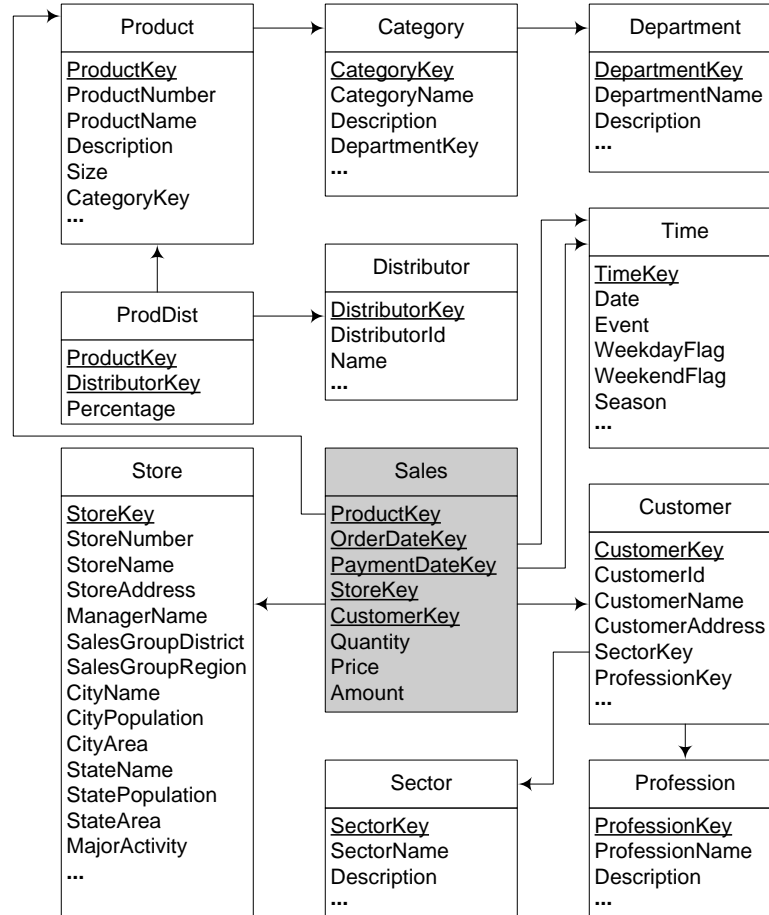 Product
ProductKey
ProductNumber
ProductName
Description
Size
CategoryKey
...
Category
CategoryKey
CategoryName
Description
DepartmentKey
...
Department
DepartmentKey
DepartmentName
Description
...
ProdDist
ProductKey
DistributorKey
Percentage
Distributor
DistributorKey
DistributorId
Name
...
Time
TimeKey
Date
Event
WeekdayFlag
WeekendFlag
Season
...
Store
StoreKey
StoreNumber
StoreName
StoreAddress
ManagerName
SalesGroupDistrict
SalesGroupRegion
CityName
CityPopulation
CityArea
StateName
StatePopulation
StateArea
MajorActivity
...
Sales
ProductKey
OrderDateKey
PaymentDateKey
StoreKey
CustomerKey
Quantity
Price
Amount
Customer
CustomerKey
CustomerId
CustomerName
CustomerAddress
SectorKey
ProfessionKey
...
Sector
SectorKey
SectorName
Description
...
Profession
ProfessionKey
ProfessionName
Description
...